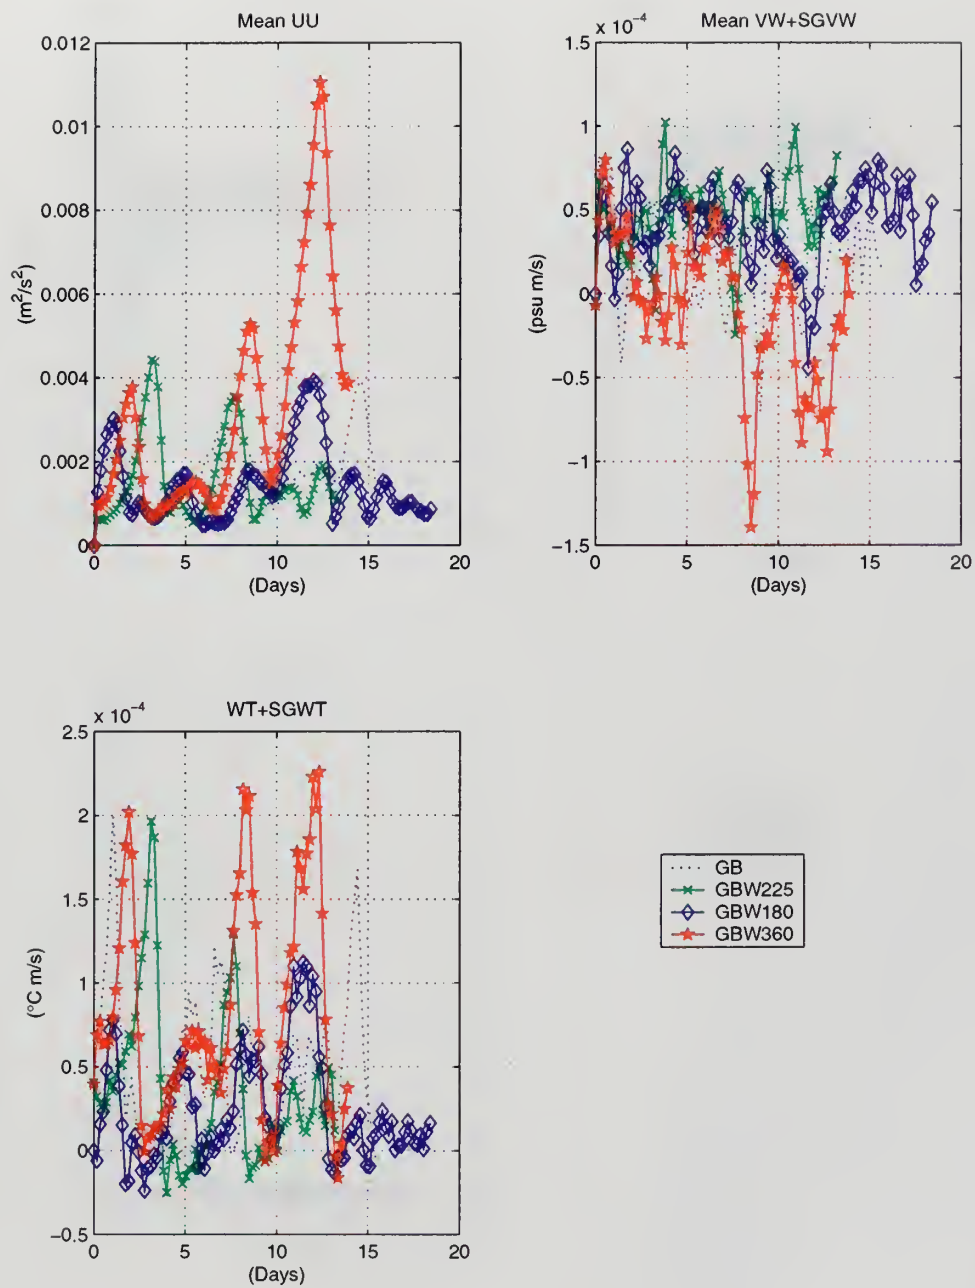 Mean UU
0.012
0.01
0.008
0.006
0.004
0.002
0
(m²/s²)
0 5 10 15 20
(Days)
Mean VW+SGVW
x 10⁻⁴
1.5
1
0.5
0
−0.5
−1
−1.5
(psu m/s)
0 5 10 15 20
(Days)
WT+SGWT
x 10⁻⁴
2.5
2
1.5
1
0.5
0
−0.5
(°C m/s)
0 5 10 15 20
(Days)
GB
GBW225
GBW180
GBW360